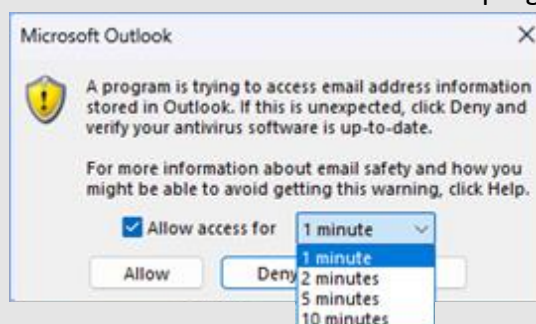 Microsoft Outlook
A program is trying to access email address information
stored in Outlook. If this is unexpected, click Deny and
verify your antivirus software is up-to-date.
For more information about email safety and how you
might be able to avoid getting this warning, click Help.
Allow access for 1 minute
Allow
1 minute
2 minutes
5 minutes
10 minutes